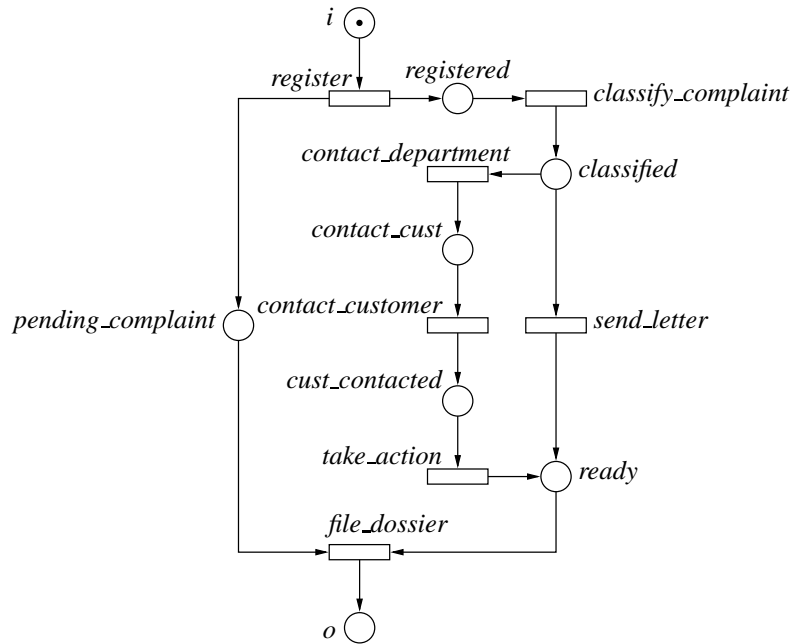 i
register
registered
classify_complaint
contact_department
classified
contact_cust
pending_complaint
contact_customer
send_letter
cust_contacted
take_action
ready
file_dossier
o